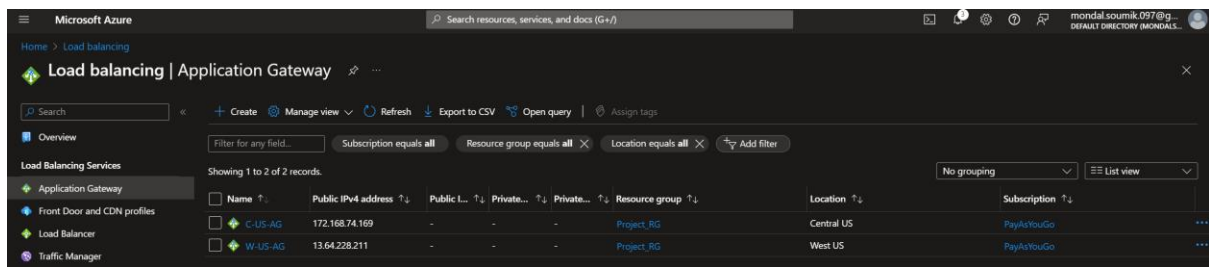 Microsoft Azure
Search resources, services, and docs (G+/)
mondal.soumik.097@g...
DEFAULT DIRECTORY (MONDALS...
Home > Load balancing
Load balancing | Application Gateway
Search
Create
Manage view
Refresh
Export to CSV
Open query
Assign tags
Overview
Filter for any field...
Subscription equals all
Resource group equals all
Location equals all
Add filter
Load Balancing Services
Showing 1 to 2 of 2 records.
No grouping
List view
Application Gateway
Name Public IPv4 address Public I... Private... Private... Resource group Location Subscription
Front Door and CDN profiles
C-US-AG 172.168.74.169 - - - Project_RG Central US PayAsYouGo
Load Balancer
W-US-AG 13.64.228.211 - - - Project_RG West US PayAsYouGo
Traffic Manager